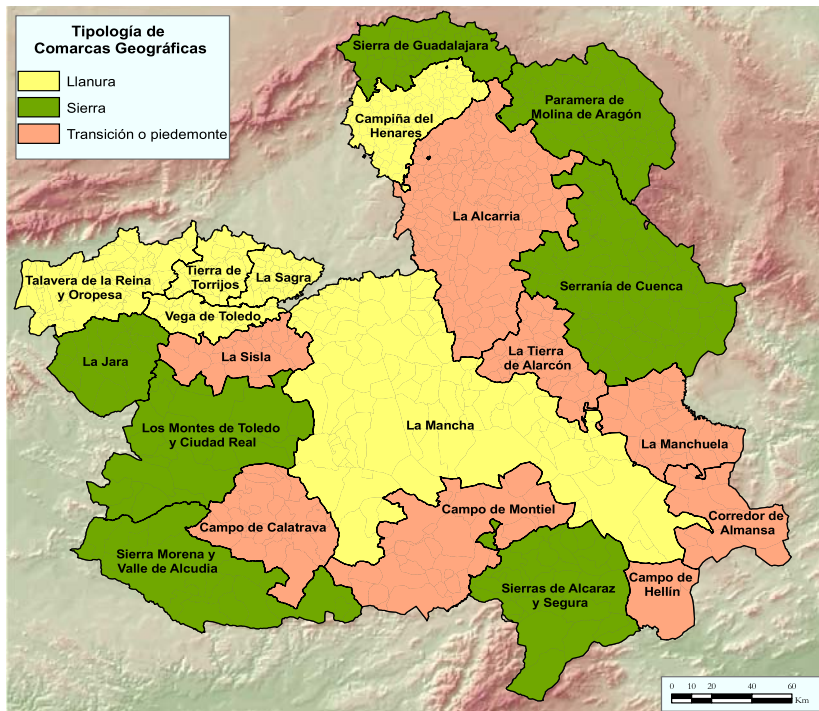 Tipología de
Comarcas Geográficas
Llanura
Sierra
Transición o piedemonte
Sierra de Guadalajara
Campiña del
Henares
Paramera de
Molina de Aragón
La Alcarria
Talavera de la Reina
y Oropesa
Tierra de
Torrijos
La Sagra
Serranía de Cuenca
Vega de Toledo
La Jara
La Sisla
La Tierra
de Alarcón
Los Montes de Toledo
y Ciudad Real
La Mancha
La Manchuela
Campo de Calatrava
Campo de Montiel
Corredor de
Almansa
Sierra Morena y
Valle de Alcudia
Sierras de Alcaraz
y Segura
Campo de
Hellín
0 10 20 40 60
Km